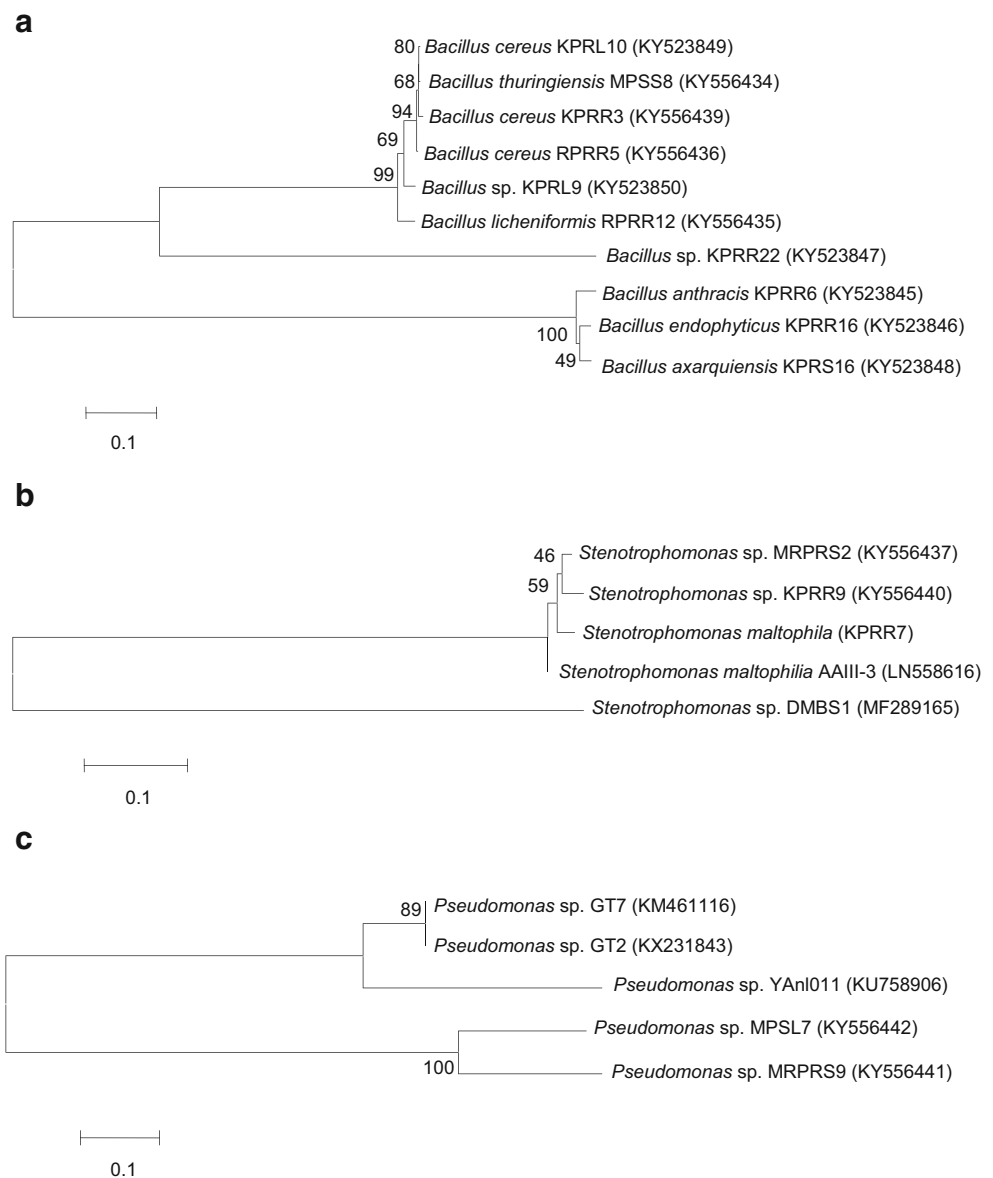 a
80 Bacillus cereus KPRL10 (KY523849)
68 Bacillus thuringiensis MPSS8 (KY556434)
94 Bacillus cereus KPRR3 (KY556439)
Bacillus cereus RPRR5 (KY556436)
69
99 Bacillus sp. KPRL9 (KY523850)
Bacillus licheniformis RPRR12 (KY556435)
Bacillus sp. KPRR22 (KY523847)
Bacillus anthracis KPRR6 (KY523845)
Bacillus endophyticus KPRR16 (KY523846)
100
49 Bacillus axarquiensis KPRS16 (KY523848)
0.1
b
46 Stenotrophomonas sp. MRPRS2 (KY556437)
59 Stenotrophomonas sp. KPRR9 (KY556440)
Stenotrophomonas maltophila (KPRR7)
Stenotrophomonas maltophilia AAIII-3 (LN558616)
Stenotrophomonas sp. DMBS1 (MF289165)
0.1
c
89 Pseudomonas sp. GT7 (KM461116)
Pseudomonas sp. GT2 (KX231843)
Pseudomonas sp. YAnl011 (KU758906)
Pseudomonas sp. MPSL7 (KY556442)
100 Pseudomonas sp. MRPRS9 (KY556441)
0.1